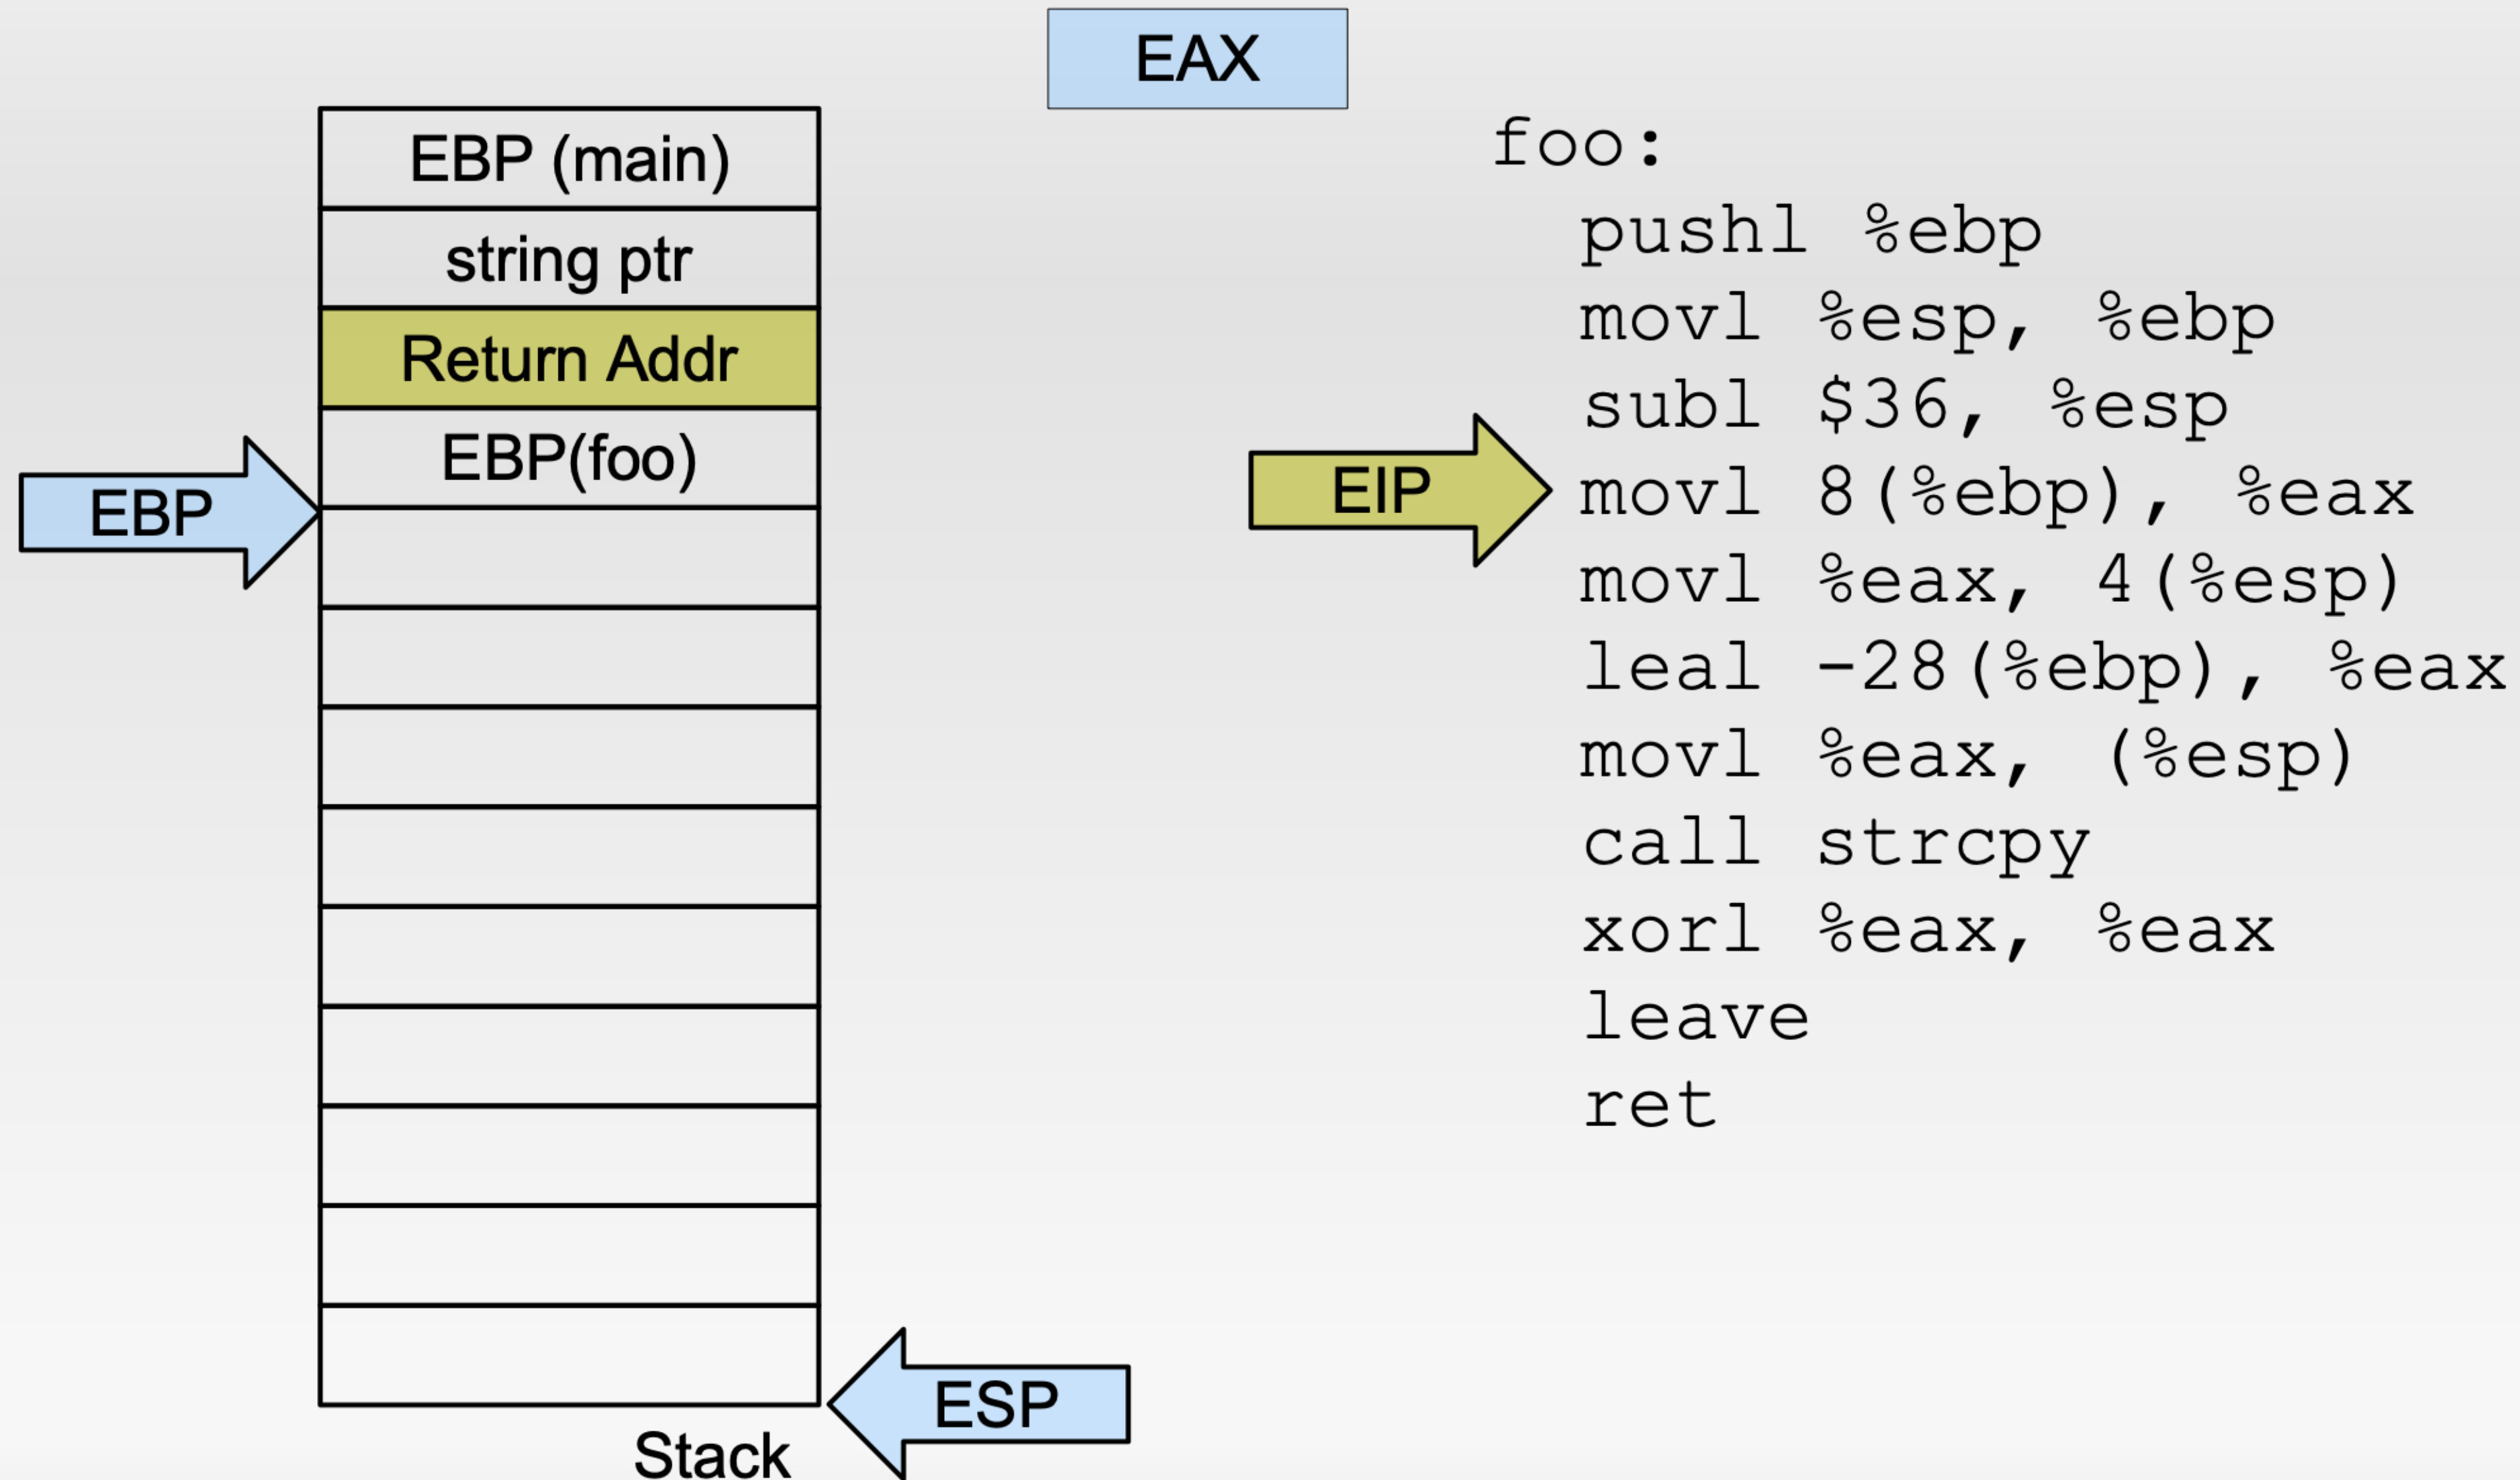 EAX
EBP (main)
string ptr
Return Addr
EBP(foo)
EBP
ESP
Stack
EIP
foo:
pushl %ebp
movl %esp, %ebp
subl $36, %esp
movl 8(%ebp), %eax
movl %eax, 4(%esp)
leal -28(%ebp), %eax
movl %eax, (%esp)
call strcpy
xorl %eax, %eax
leave
ret